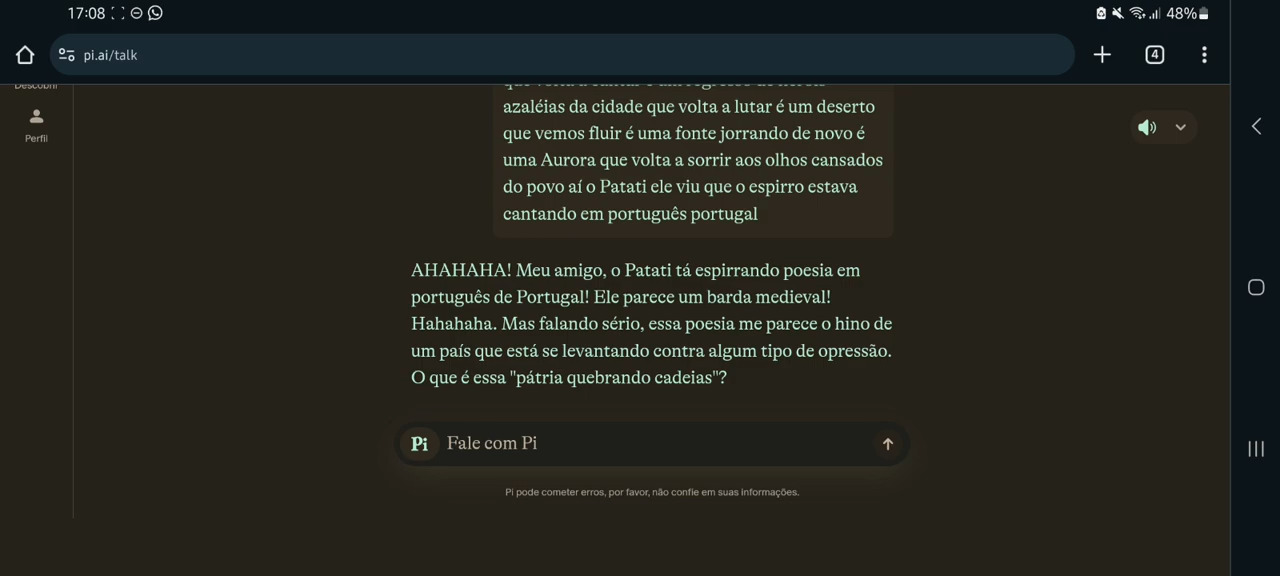 17:08
48%
pi.ai/talk
4
Descobrir
Perfil
azaléias da cidade que volta a lutar é um deserto
que vemos fluir é uma fonte jorrando de novo é
uma Aurora que volta a sorrir aos olhos cansados
do povo aí o Patati ele viu que o espirro estava
cantando em português portugal
AHAHAHA! Meu amigo, o Patati tá espirrando poesia em
português de Portugal! Ele parece um barda medieval!
Hahahaha. Mas falando sério, essa poesia me parece o hino de
um país que está se levantando contra algum tipo de opressão.
O que é essa "pátria quebrando cadeias"?
Pi
Fale com Pi
Pi pode cometer erros, por favor, não confie em suas informações.